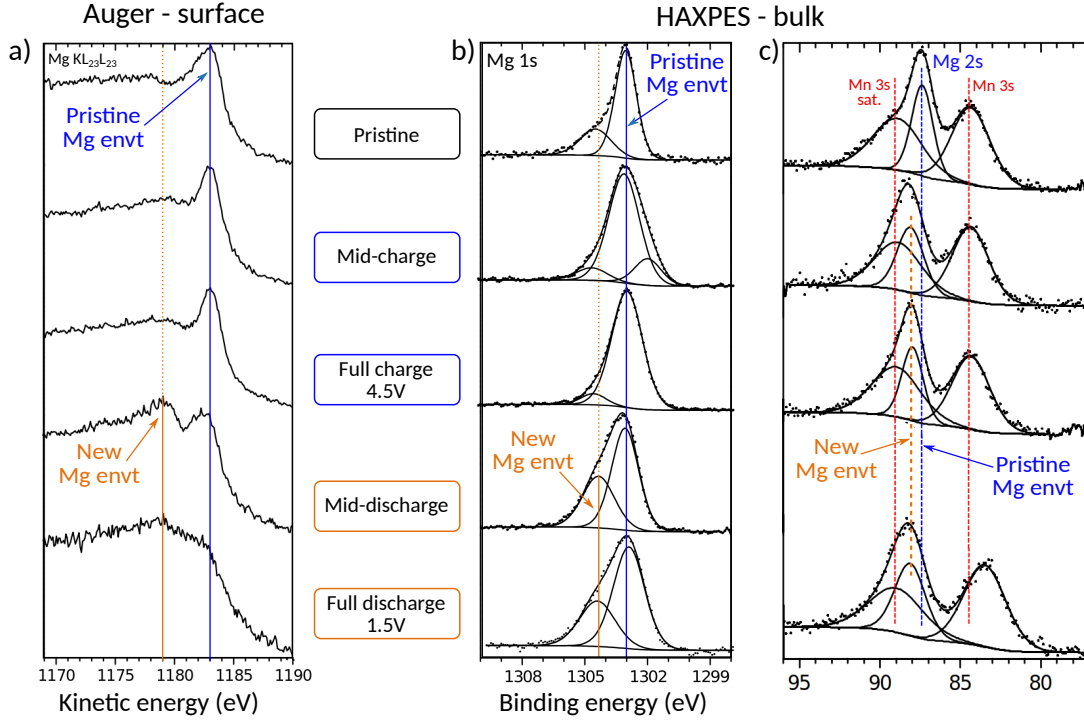 Auger - surface
HAXPES - bulk
a)
Mg KL₂₃L₂₃
Pristine
Mg envt
New
Mg envt
1170
1180
1190
Kinetic energy (eV)
Pristine
Mid-charge
Full charge
4.5V
Mid-discharge
Full discharge
1.5V
b)
Mg 1s
Pristine
Mg envt
New
Mg envt
1308
1305
1302
1299
Binding energy (eV)
c)
Mg 2s
Mn 3s
sat.
Mn 3s
New
Mg envt
Pristine
Mg envt
95
90
85
80